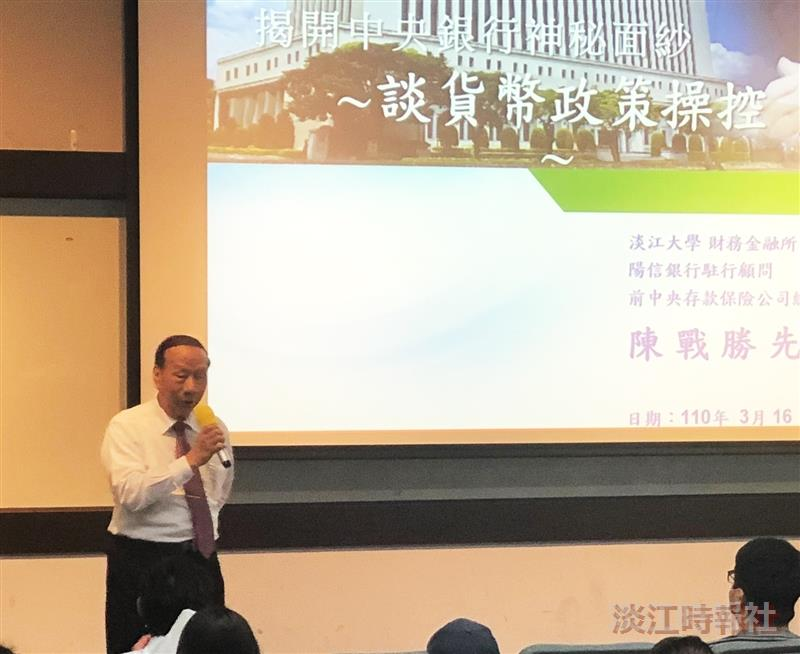 揭開中央銀行神秘面紗
~談貨幣政策操控
~
淡江大學 財務金融所
陽信銀行駐行顧問
前中央存款保險公司總
陳戰勝先
日期：110年 3月 16
淡江時報社